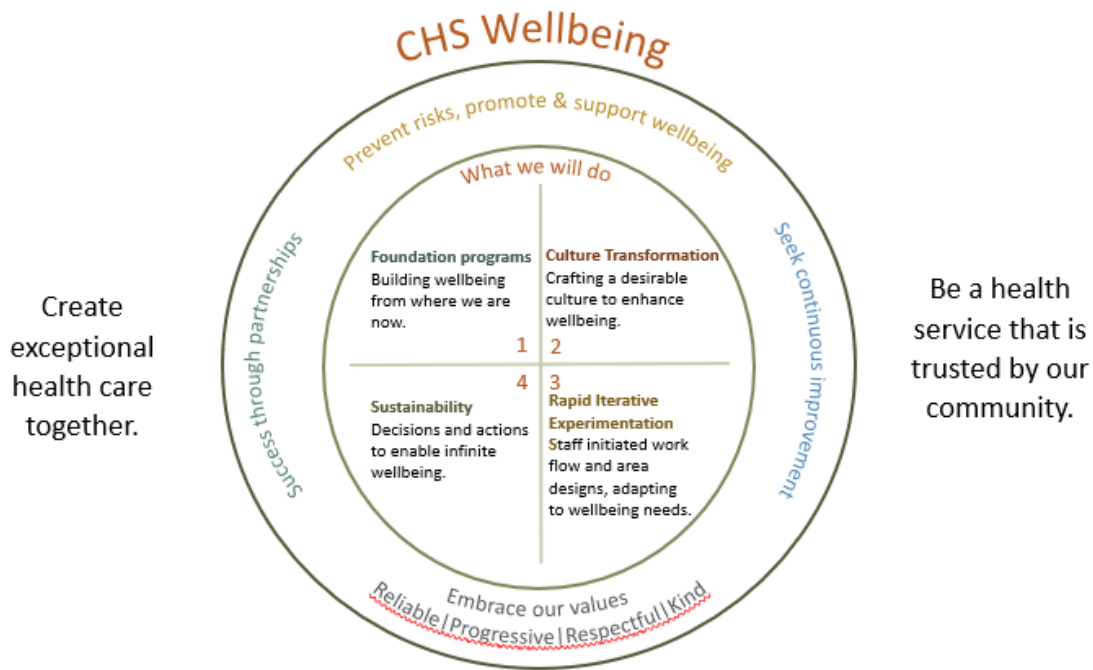 CHS Wellbeing
Prevent risks, promote & support wellbeing
What we will do
Create
exceptional
health care
together.
Success through partnerships
Foundation programs
Building wellbeing
from where we are
now.
1
Culture Transformation
Crafting a desirable
culture to enhance
wellbeing.
2
4
Sustainability
Decisions and actions
to enable infinite
wellbeing.
3
Rapid Iterative
Experimentation
Staff initiated work
flow and area
designs, adapting
to wellbeing needs.
Seek continuous improvement
Be a health
service that is
trusted by our
community.
Embrace our values
Reliable|Progressive|Respectful|Kind